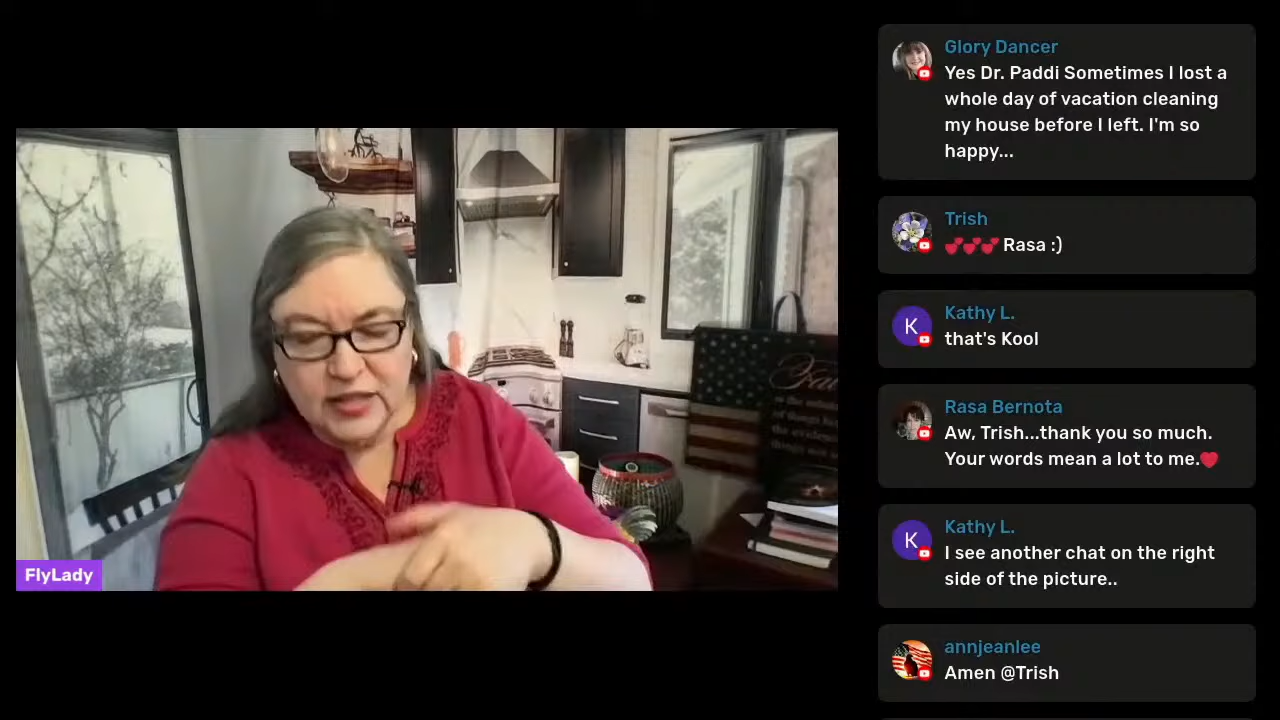 Glory Dancer
Yes Dr. Paddi Sometimes I lost a
whole day of vacation cleaning
my house before I left. I'm so
happy...
Trish
💕💕💕 Rasa :)
K
Kathy L.
that's Kool
Rasa Bernota
Aw, Trish...thank you so much.
Your words mean a lot to me.❤️
K
Kathy L.
I see another chat on the right
side of the picture..
annjeanlee
Amen @Trish
FlyLady